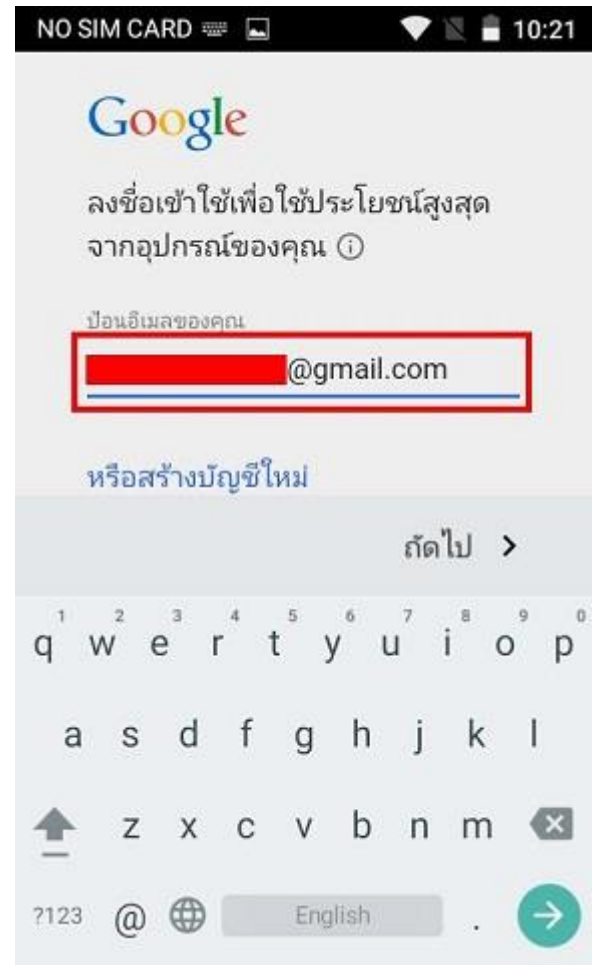 NO SIM CARD 10:21
Google
ลงชื่อเข้าใช้เพื่อใช้ประโยชน์สูงสุด
จากอุปกรณ์ของคุณ
ป้อนอีเมลของคุณ
@gmail.com
หรือสร้างบัญชีใหม่
ถัดไป >
1 2 3 4 5 6 7 8 9 0
q w e r t y u i o p
a s d f g h j k l
z x c v b n m
?123 @ English .